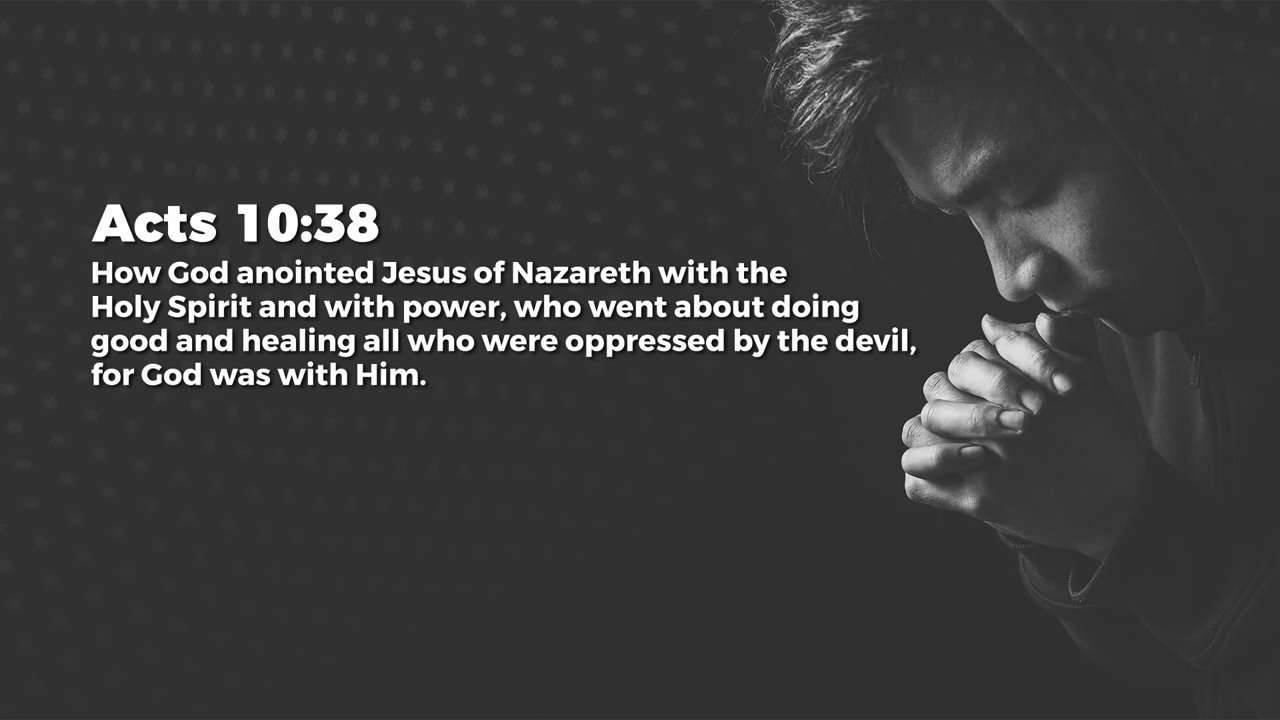 Acts 10:38
How God anointed Jesus of Nazareth with the
Holy Spirit and with power, who went about doing
good and healing all who were oppressed by the devil,
for God was with Him.